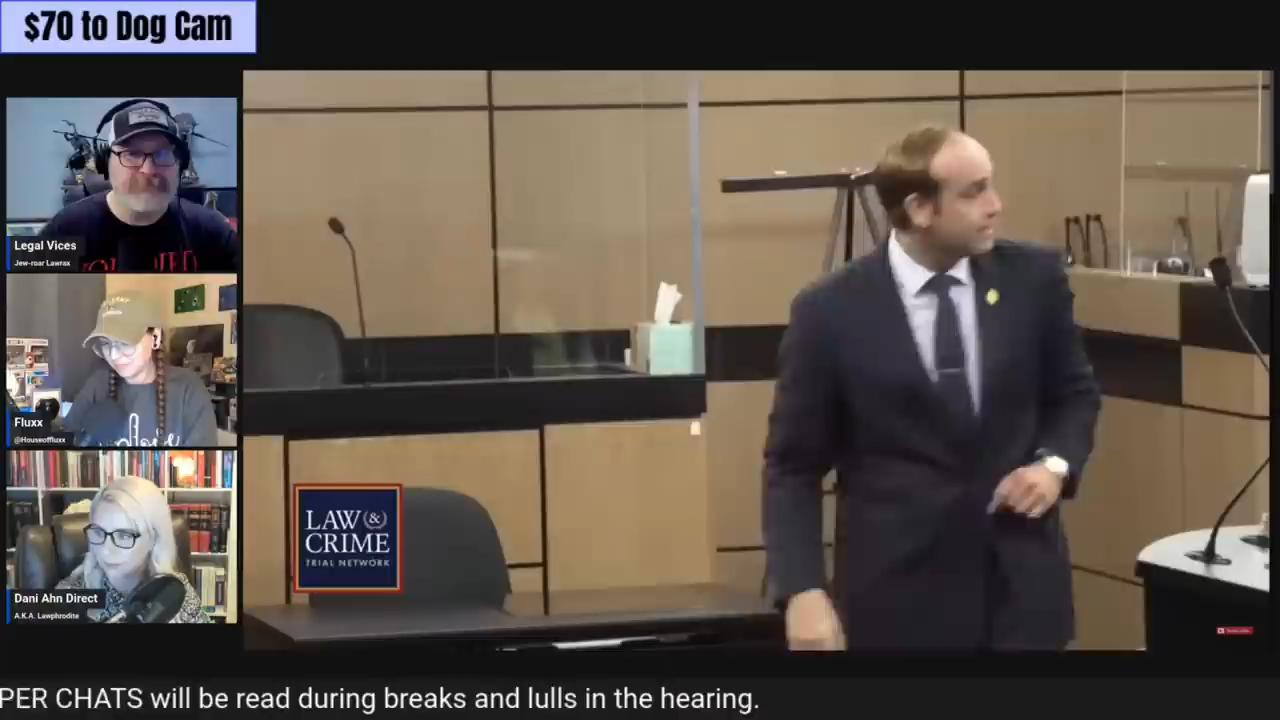 $70 to Dog Cam
Legal Vices
Jew-roar Lawrax
Fluxx
@Houseoffluxx
Dani Ahn Direct
A.K.A. Lawphrodite
LAW & CRIME
TRIAL NETWORK
PER CHATS will be read during breaks and lulls in the hearing.